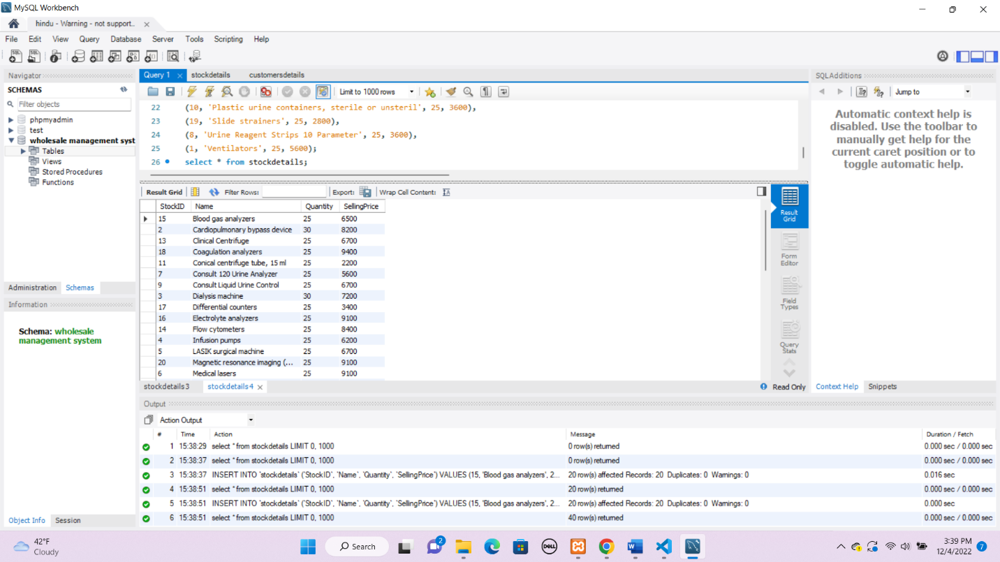 MySQL Workbench
hindu - Warning - not support..
File Edit View Query Database Server Tools Scripting Help
Navigator
SCHEMAS
Filter objects
phpmyadmin
test
wholesale management syst
Tables
Views
Stored Procedures
Functions
Administration Schemas
Information
Schema: wholesale
management system
Object Info Session
Query 1 stockdetails customersdetails
Limit to 1000 rows
22 (10, 'Plastic urine containers, sterile or unsteril', 25, 3600),
23 (19, 'Slide strainers', 25, 2800),
24 (8, 'Urine Reagent Strips 10 Parameter', 25, 3600),
25 (1, 'Ventilators', 25, 5600);
26 select * from stockdetails;
Result Grid Filter Rows: Export: Wrap Cell Content:
StockID Name Quantity SellingPrice
15 Blood gas analyzers 25 6500
2 Cardiopulmonary bypass device 30 8200
13 Clinical Centrifuge 25 6700
18 Coagulation analyzers 25 9400
11 Conical centrifuge tube, 15 ml 25 2200
7 Consult 120 Urine Analyzer 25 5600
9 Consult Liquid Urine Control 25 6700
3 Dialysis machine 30 7200
17 Differential counters 25 3400
16 Electrolyte analyzers 25 9100
14 Flow cytometers 25 8400
4 Infusion pumps 25 6200
5 LASIK surgical machine 25 6700
20 Magnetic resonance imaging (... 25 9100
6 Medical lasers 25 9100
Result
Grid
Form
Editor
Field
Types
Query
Stats
stockdetails3 stockdetails4 Read Only
SQLAdditions
Jump to
Automatic context help is
disabled. Use the toolbar to
manually get help for the
current caret position or to
toggle automatic help.
Context Help Snippets
Output
Action Output
# Time Action Message Duration / Fetch
1 15:38:29 select * from stockdetails LIMIT 0, 1000 0 row(s) returned 0.000 sec / 0.000 sec
2 15:38:37 select * from stockdetails LIMIT 0, 1000 0 row(s) returned 0.000 sec / 0.000 sec
3 15:38:37 INSERT INTO `stockdetails` (`StockID`, `Name`, `Quantity`, `SellingPrice`) VALUES (15, 'Blood gas analyzers', 2... 20 row(s) affected Records: 20 Duplicates: 0 Warnings: 0 0.016 sec
4 15:38:51 select * from stockdetails LIMIT 0, 1000 20 row(s) returned 0.000 sec / 0.000 sec
5 15:38:51 INSERT INTO `stockdetails` (`StockID`, `Name`, `Quantity`, `SellingPrice`) VALUES (15, 'Blood gas analyzers', 2... 20 row(s) affected Records: 20 Duplicates: 0 Warnings: 0 0.000 sec
6 15:38:51 select * from stockdetails LIMIT 0, 1000 40 row(s) returned 0.000 sec / 0.000 sec
42°F
Cloudy
Search
2
DELL
3:39 PM
12/4/2022
7